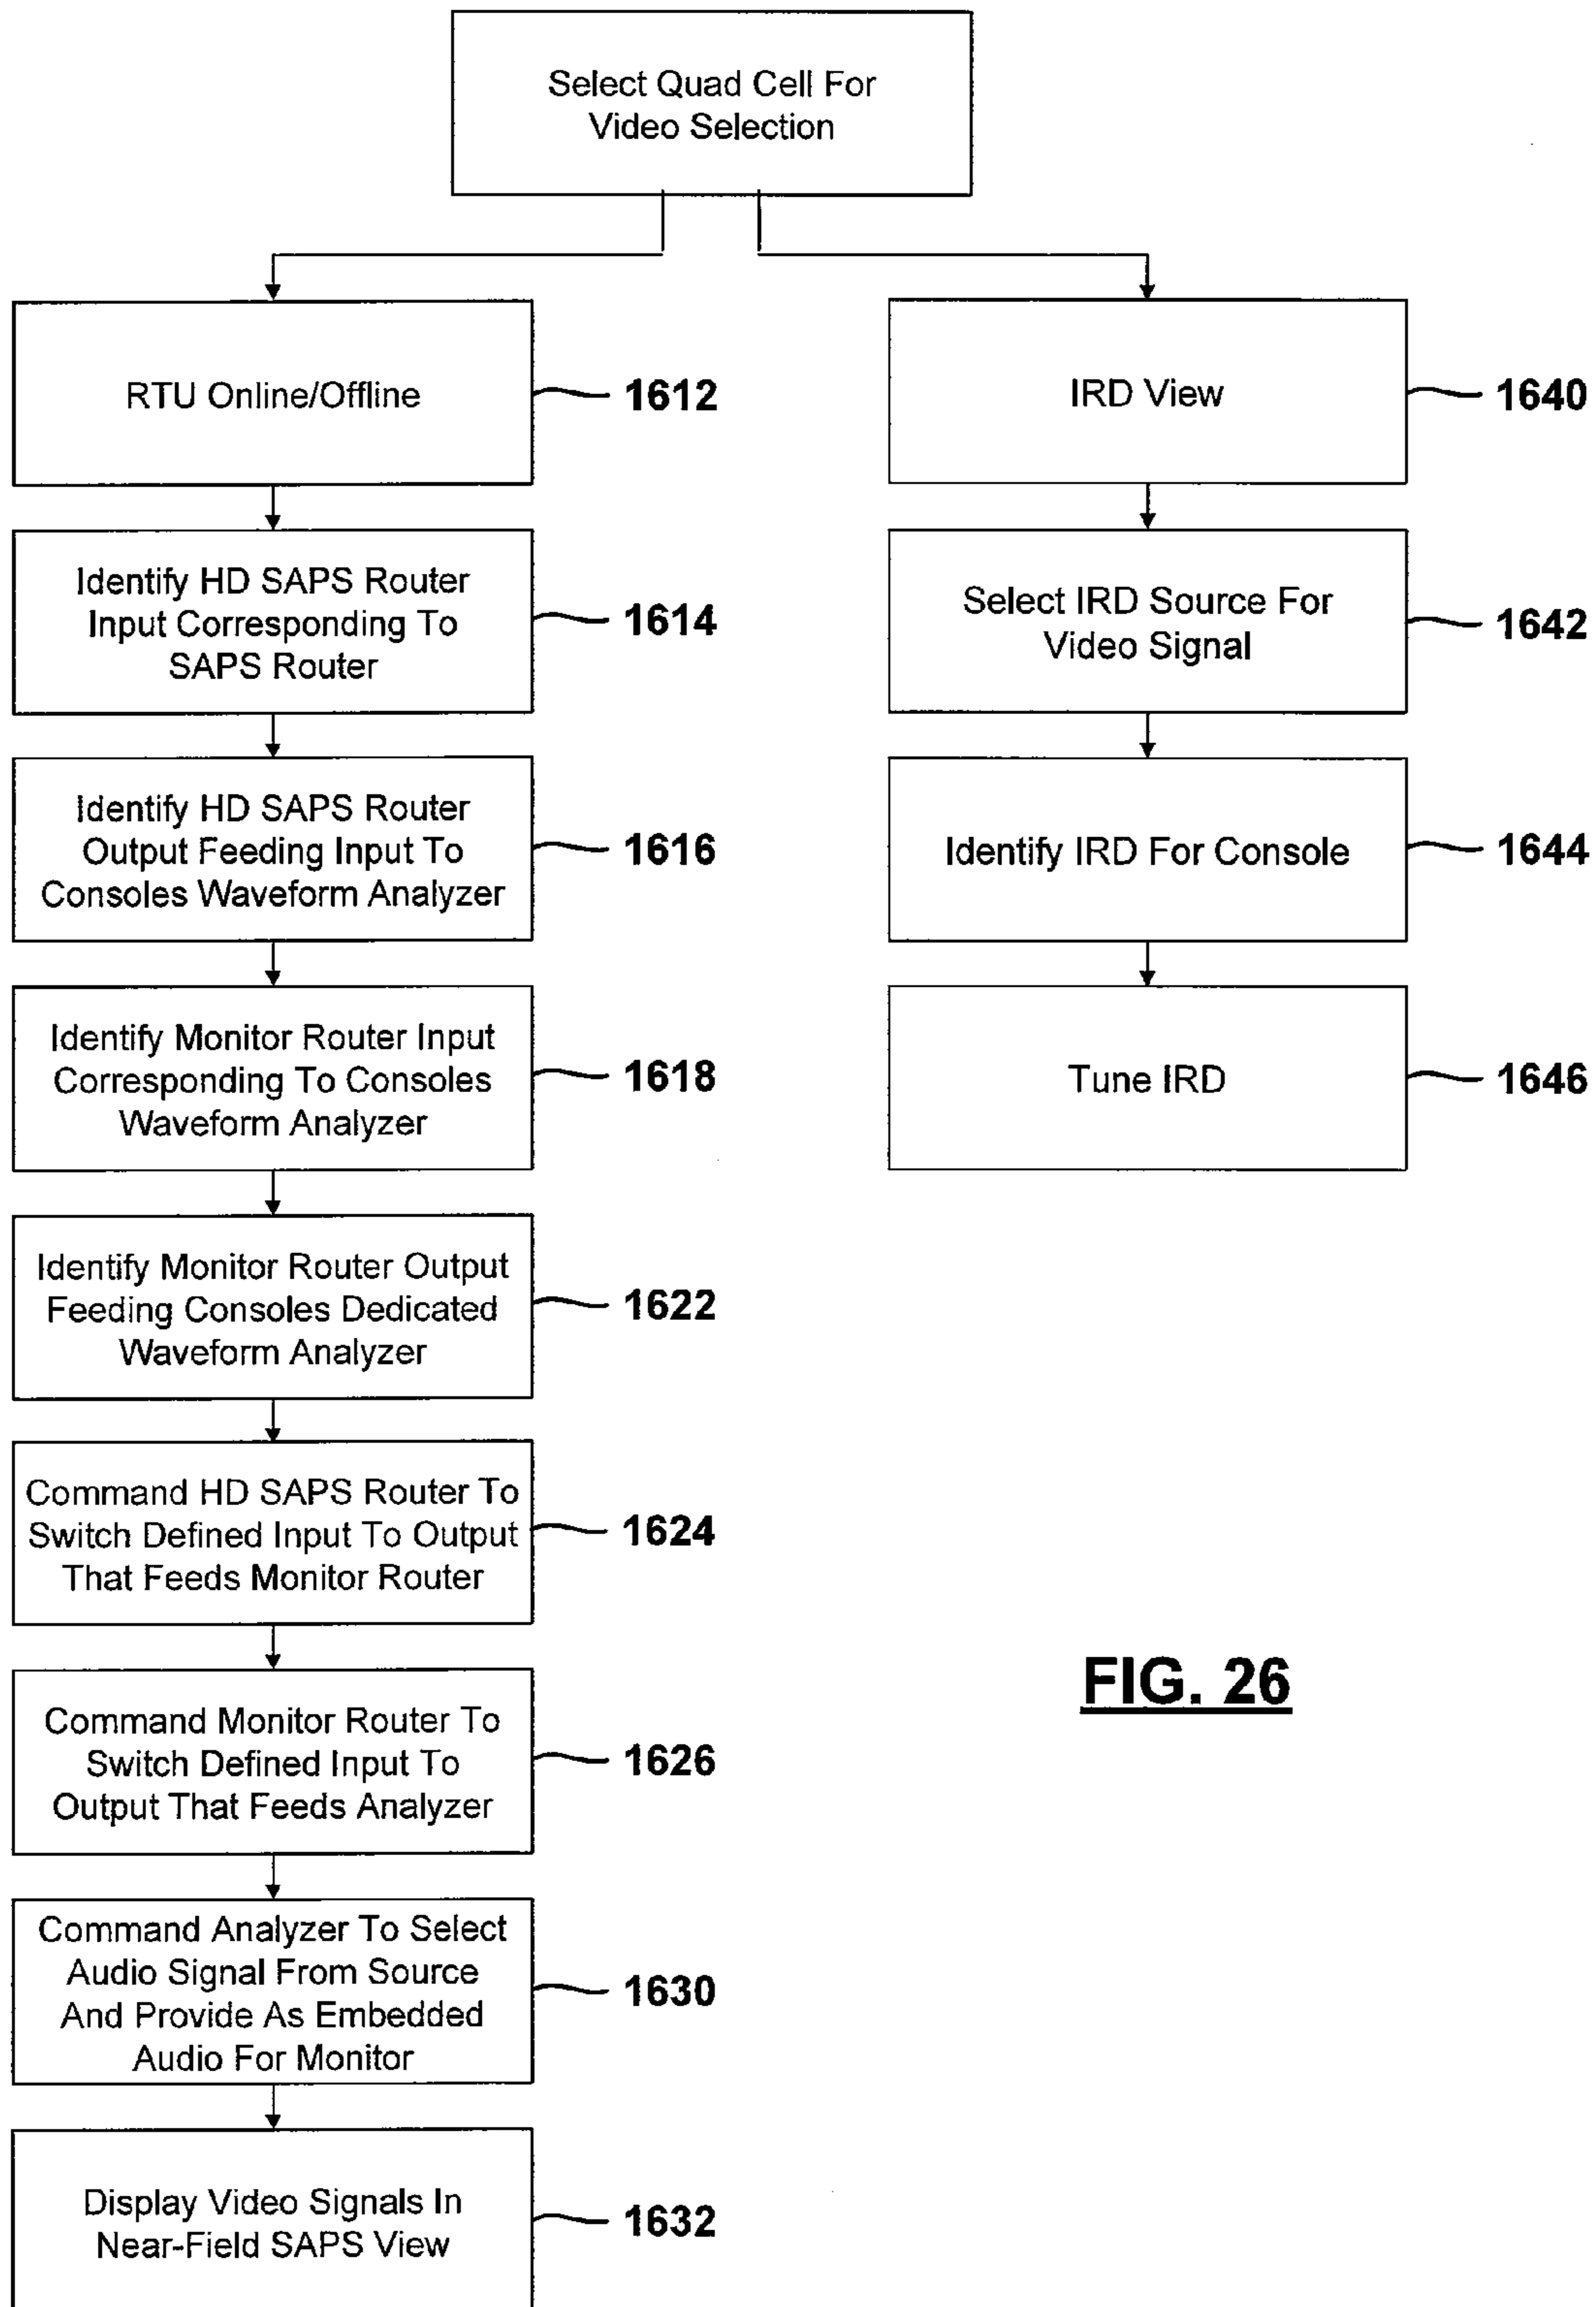 Select Quad Cell For
Video Selection
RTU Online/Offline
1612
Identify HD SAPS Router
Input Corresponding To
SAPS Router
1614
Identify HD SAPS Router
Output Feeding Input To
Consoles Waveform Analyzer
1616
Identify Monitor Router Input
Corresponding To Consoles
Waveform Analyzer
1618
Identify Monitor Router Output
Feeding Consoles Dedicated
Waveform Analyzer
1622
Command HD SAPS Router To
Switch Defined Input To Output
That Feeds Monitor Router
1624
Command Monitor Router To
Switch Defined Input To
Output That Feeds Analyzer
1626
Command Analyzer To Select
Audio Signal From Source
And Provide As Embedded
Audio For Monitor
1630
Display Video Signals In
Near-Field SAPS View
1632
IRD View
1640
Select IRD Source For
Video Signal
1642
Identify IRD For Console
1644
Tune IRD
1646
FIG. 26